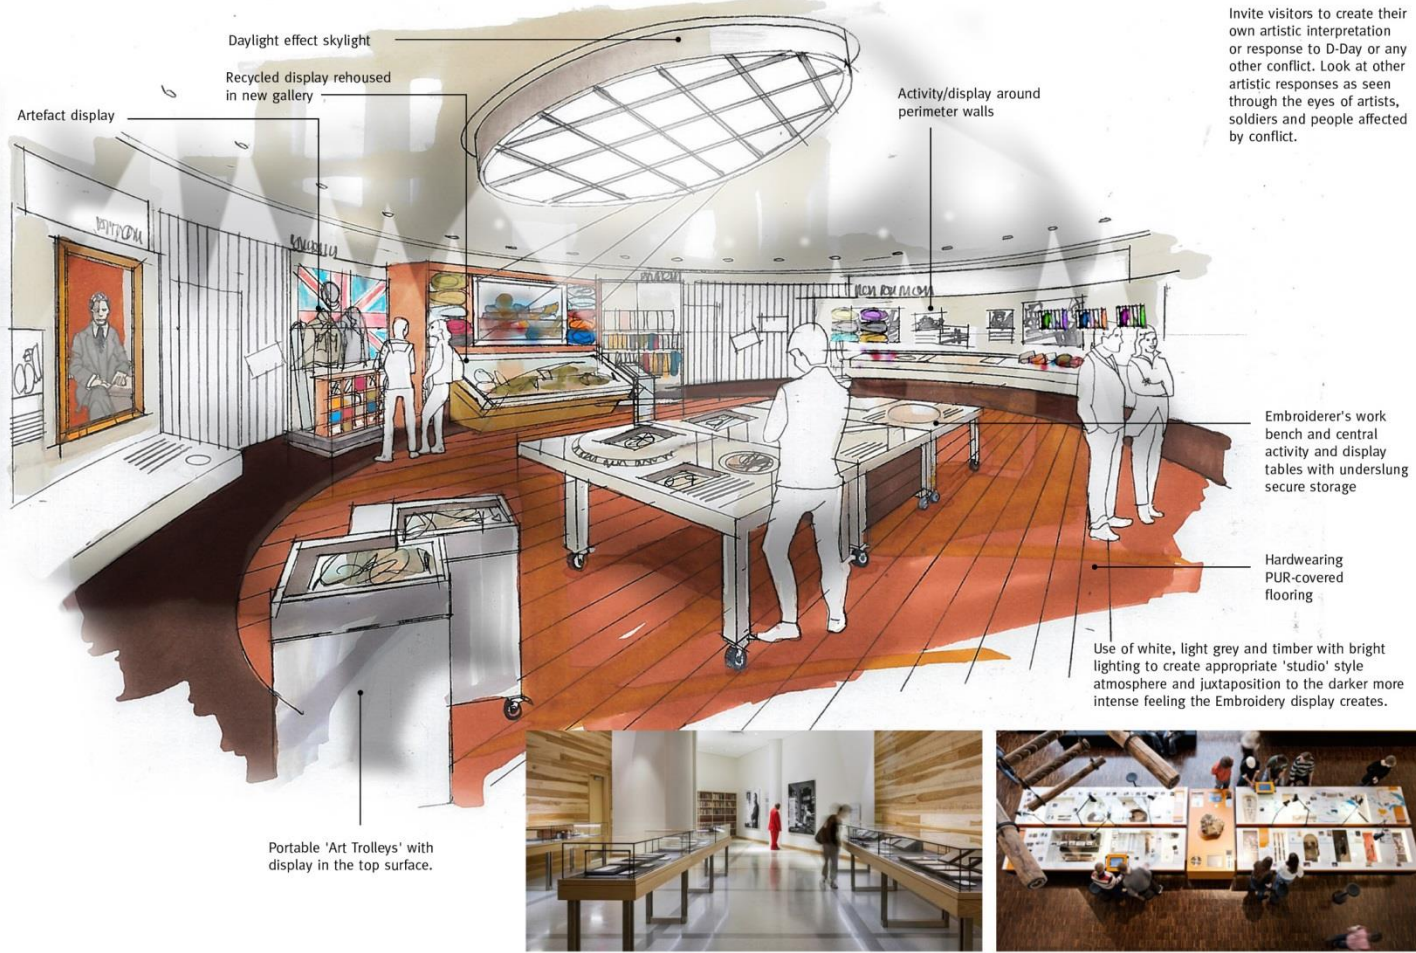 Invite visitors to create their
own artistic interpretation
or response to D-Day or any
other conflict. Look at other
artistic responses as seen
through the eyes of artists,
soldiers and people affected
by conflict.
Daylight effect skylight
Recycled display rehoused
in new gallery
Artefact display
Activity/display around
perimeter walls
Embroiderer's work
bench and central
activity and display
tables with underslung
secure storage
Hardwearing
PUR-covered
flooring
Use of white, light grey and timber with bright
lighting to create appropriate 'studio' style
atmosphere and juxtaposition to the darker more
intense feeling the Embroidery display creates.
Portable 'Art Trolleys' with
display in the top surface.